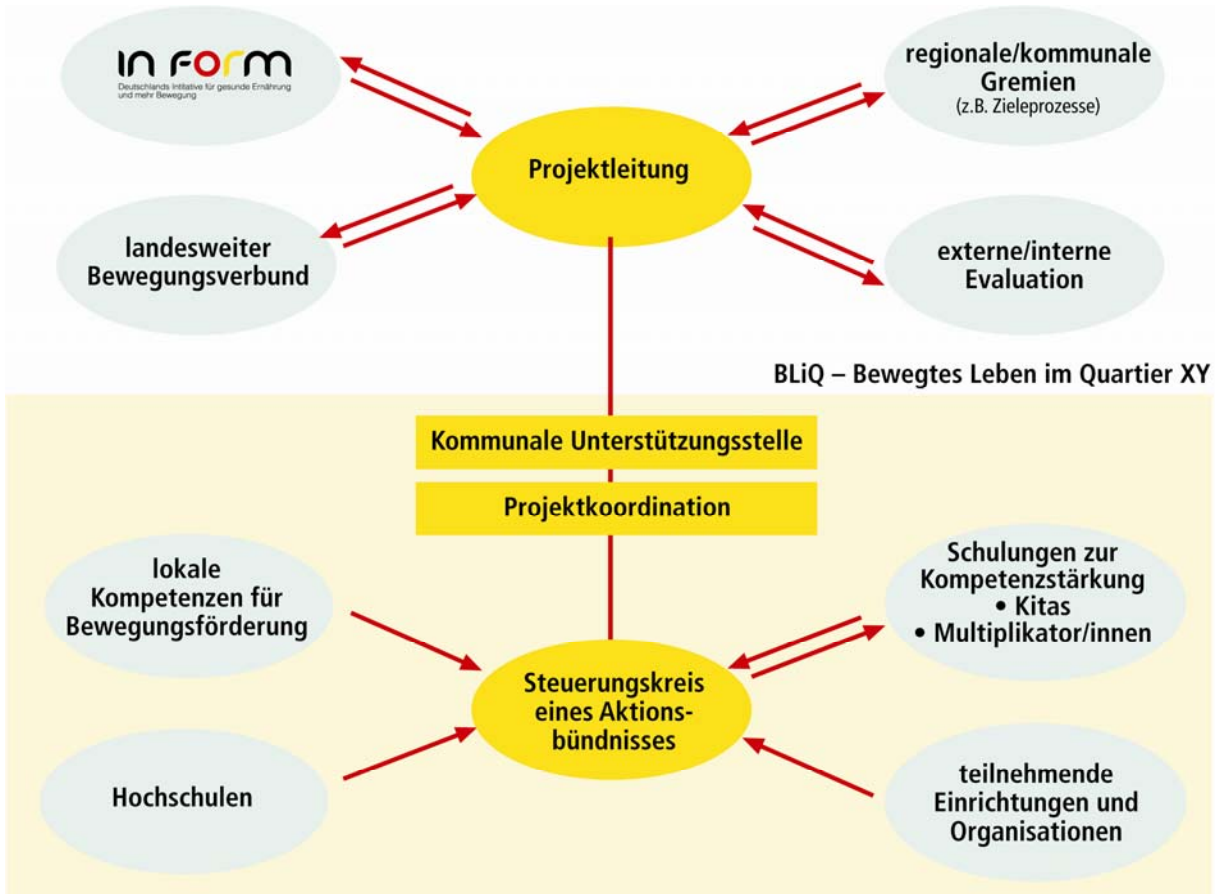 IN FORM
Deutschlands Intitiative für gesunde Ernährung
und mehr Bewegung
regionale/kommunale
Gremien
(z.B. Zieleprozesse)
Projektleitung
landesweiter
Bewegungsverbund
externe/interne
Evaluation
BLiQ – Bewegtes Leben im Quartier XY
Kommunale Unterstützungsstelle
Projektkoordination
lokale
Kompetenzen für
Bewegungsförderung
Schulungen zur
Kompetenzstärkung
• Kitas
• Multiplikator/innen
Steuerungskreis
eines Aktions-
bündnisses
Hochschulen
teilnehmende
Einrichtungen und
Organisationen